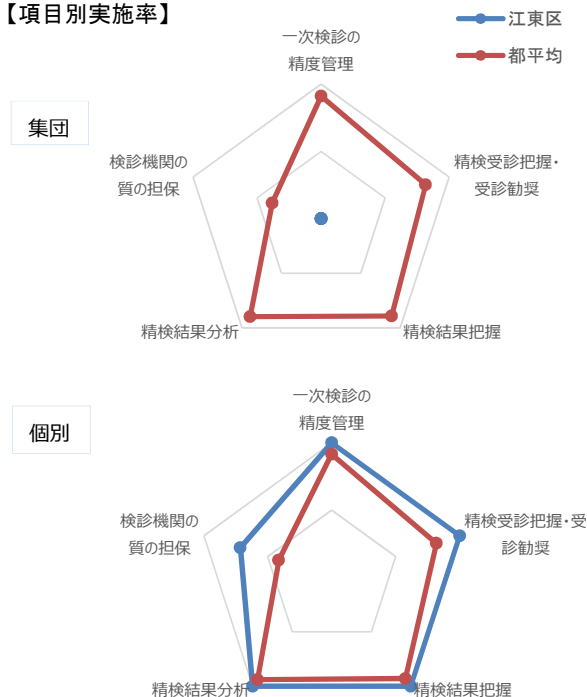 【項目別実施率】
江東区
都平均
集団
一次検診の
精度管理
精検受診把握・
受診勧奨
精検結果把握
精検結果分析
検診機関の
質の担保
個別
一次検診の
精度管理
精検受診把握・受
診勧奨
精検結果把握
精検結果分析
検診機関の
質の担保